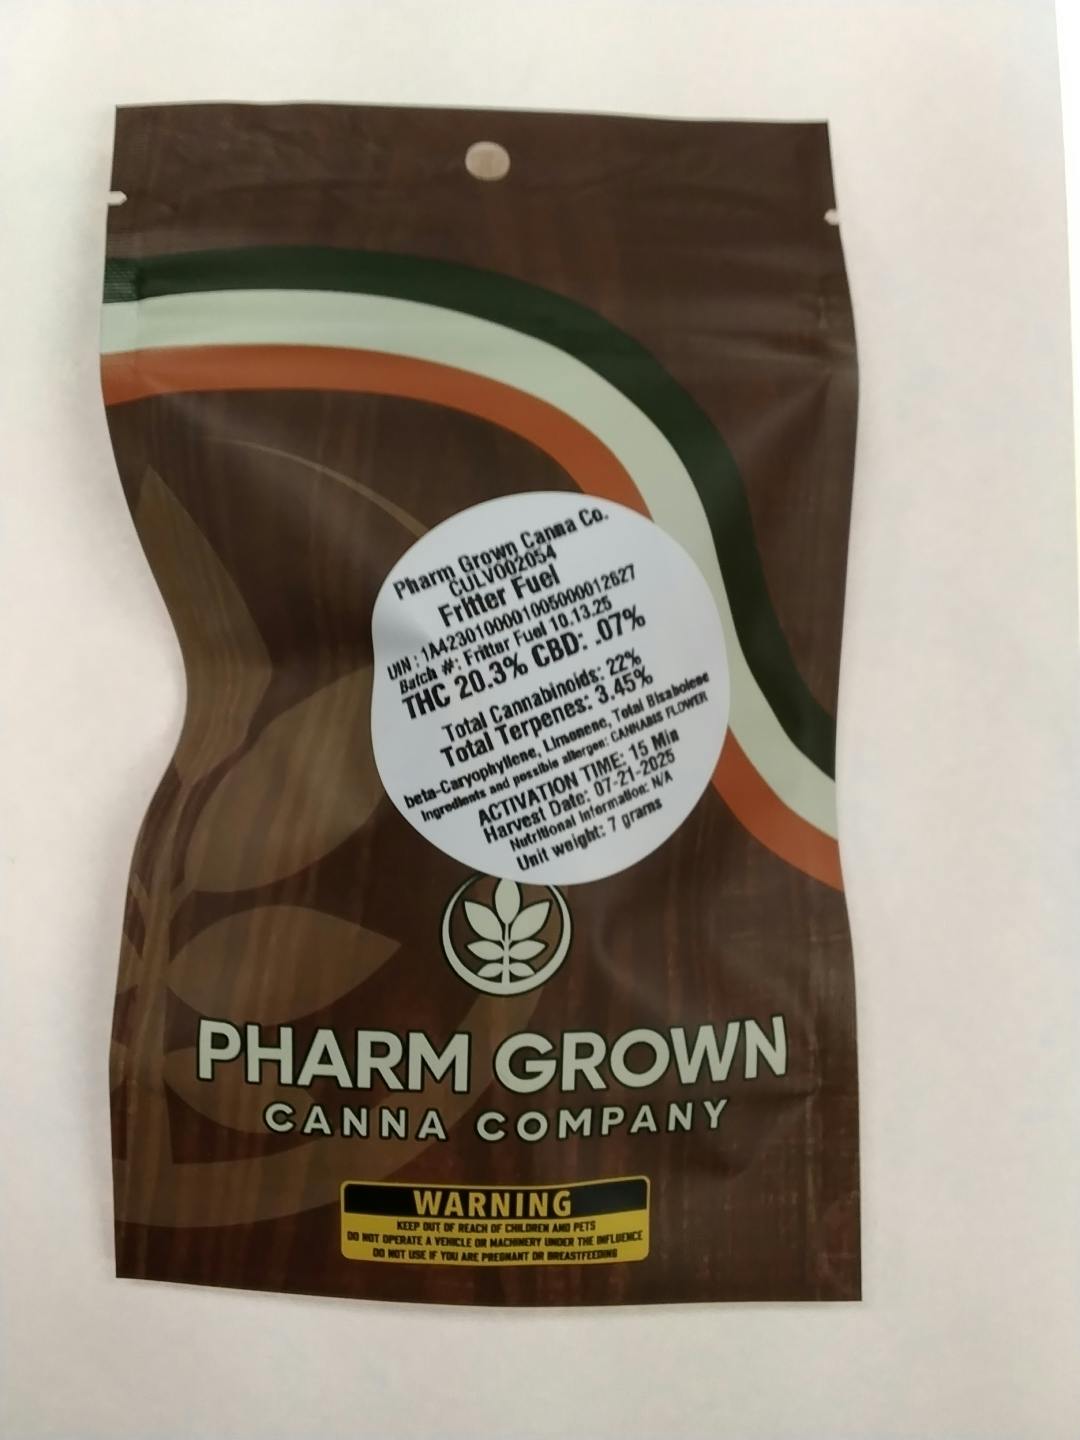 Pharm Grown Canna Co.
CULV002054
Fritter Fuel
UIN : 1A4230100001005000012627
Batch #: Fritter Fuel 10.13.25
THC 20.3% CBD: .07%
Total Cannabinoids: 22%
Total Terpenes: 3.45%
beta-Caryophyllene, Limonene, Total Bisabolene
Ingredients and possible allergen: CANNABIS FLOWER
ACTIVATION TIME: 15 Min
Harvest Date: 07-21-2025
Nutritional Information: N/A
Unit weight: 7 grams
PHARM GROWN
CANNA COMPANY
WARNING
KEEP OUT OF REACH OF CHILDREN AND PETS
DO NOT OPERATE A VEHICLE OR MACHINERY UNDER THE INFLUENCE
DO NOT USE IF YOU ARE PREGNANT OR BREASTFEEDING